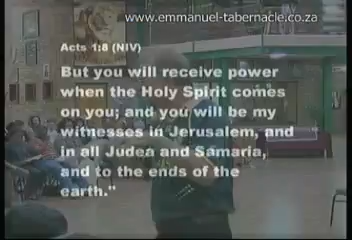 www.emmanuel-tabernacle.co.za
Acts 1:8 (NIV)
But you will receive power
when the Holy Spirit comes
on you; and you will be my
witnesses in Jerusalem, and
in all Judea and Samaria,
and to the ends of the
earth."